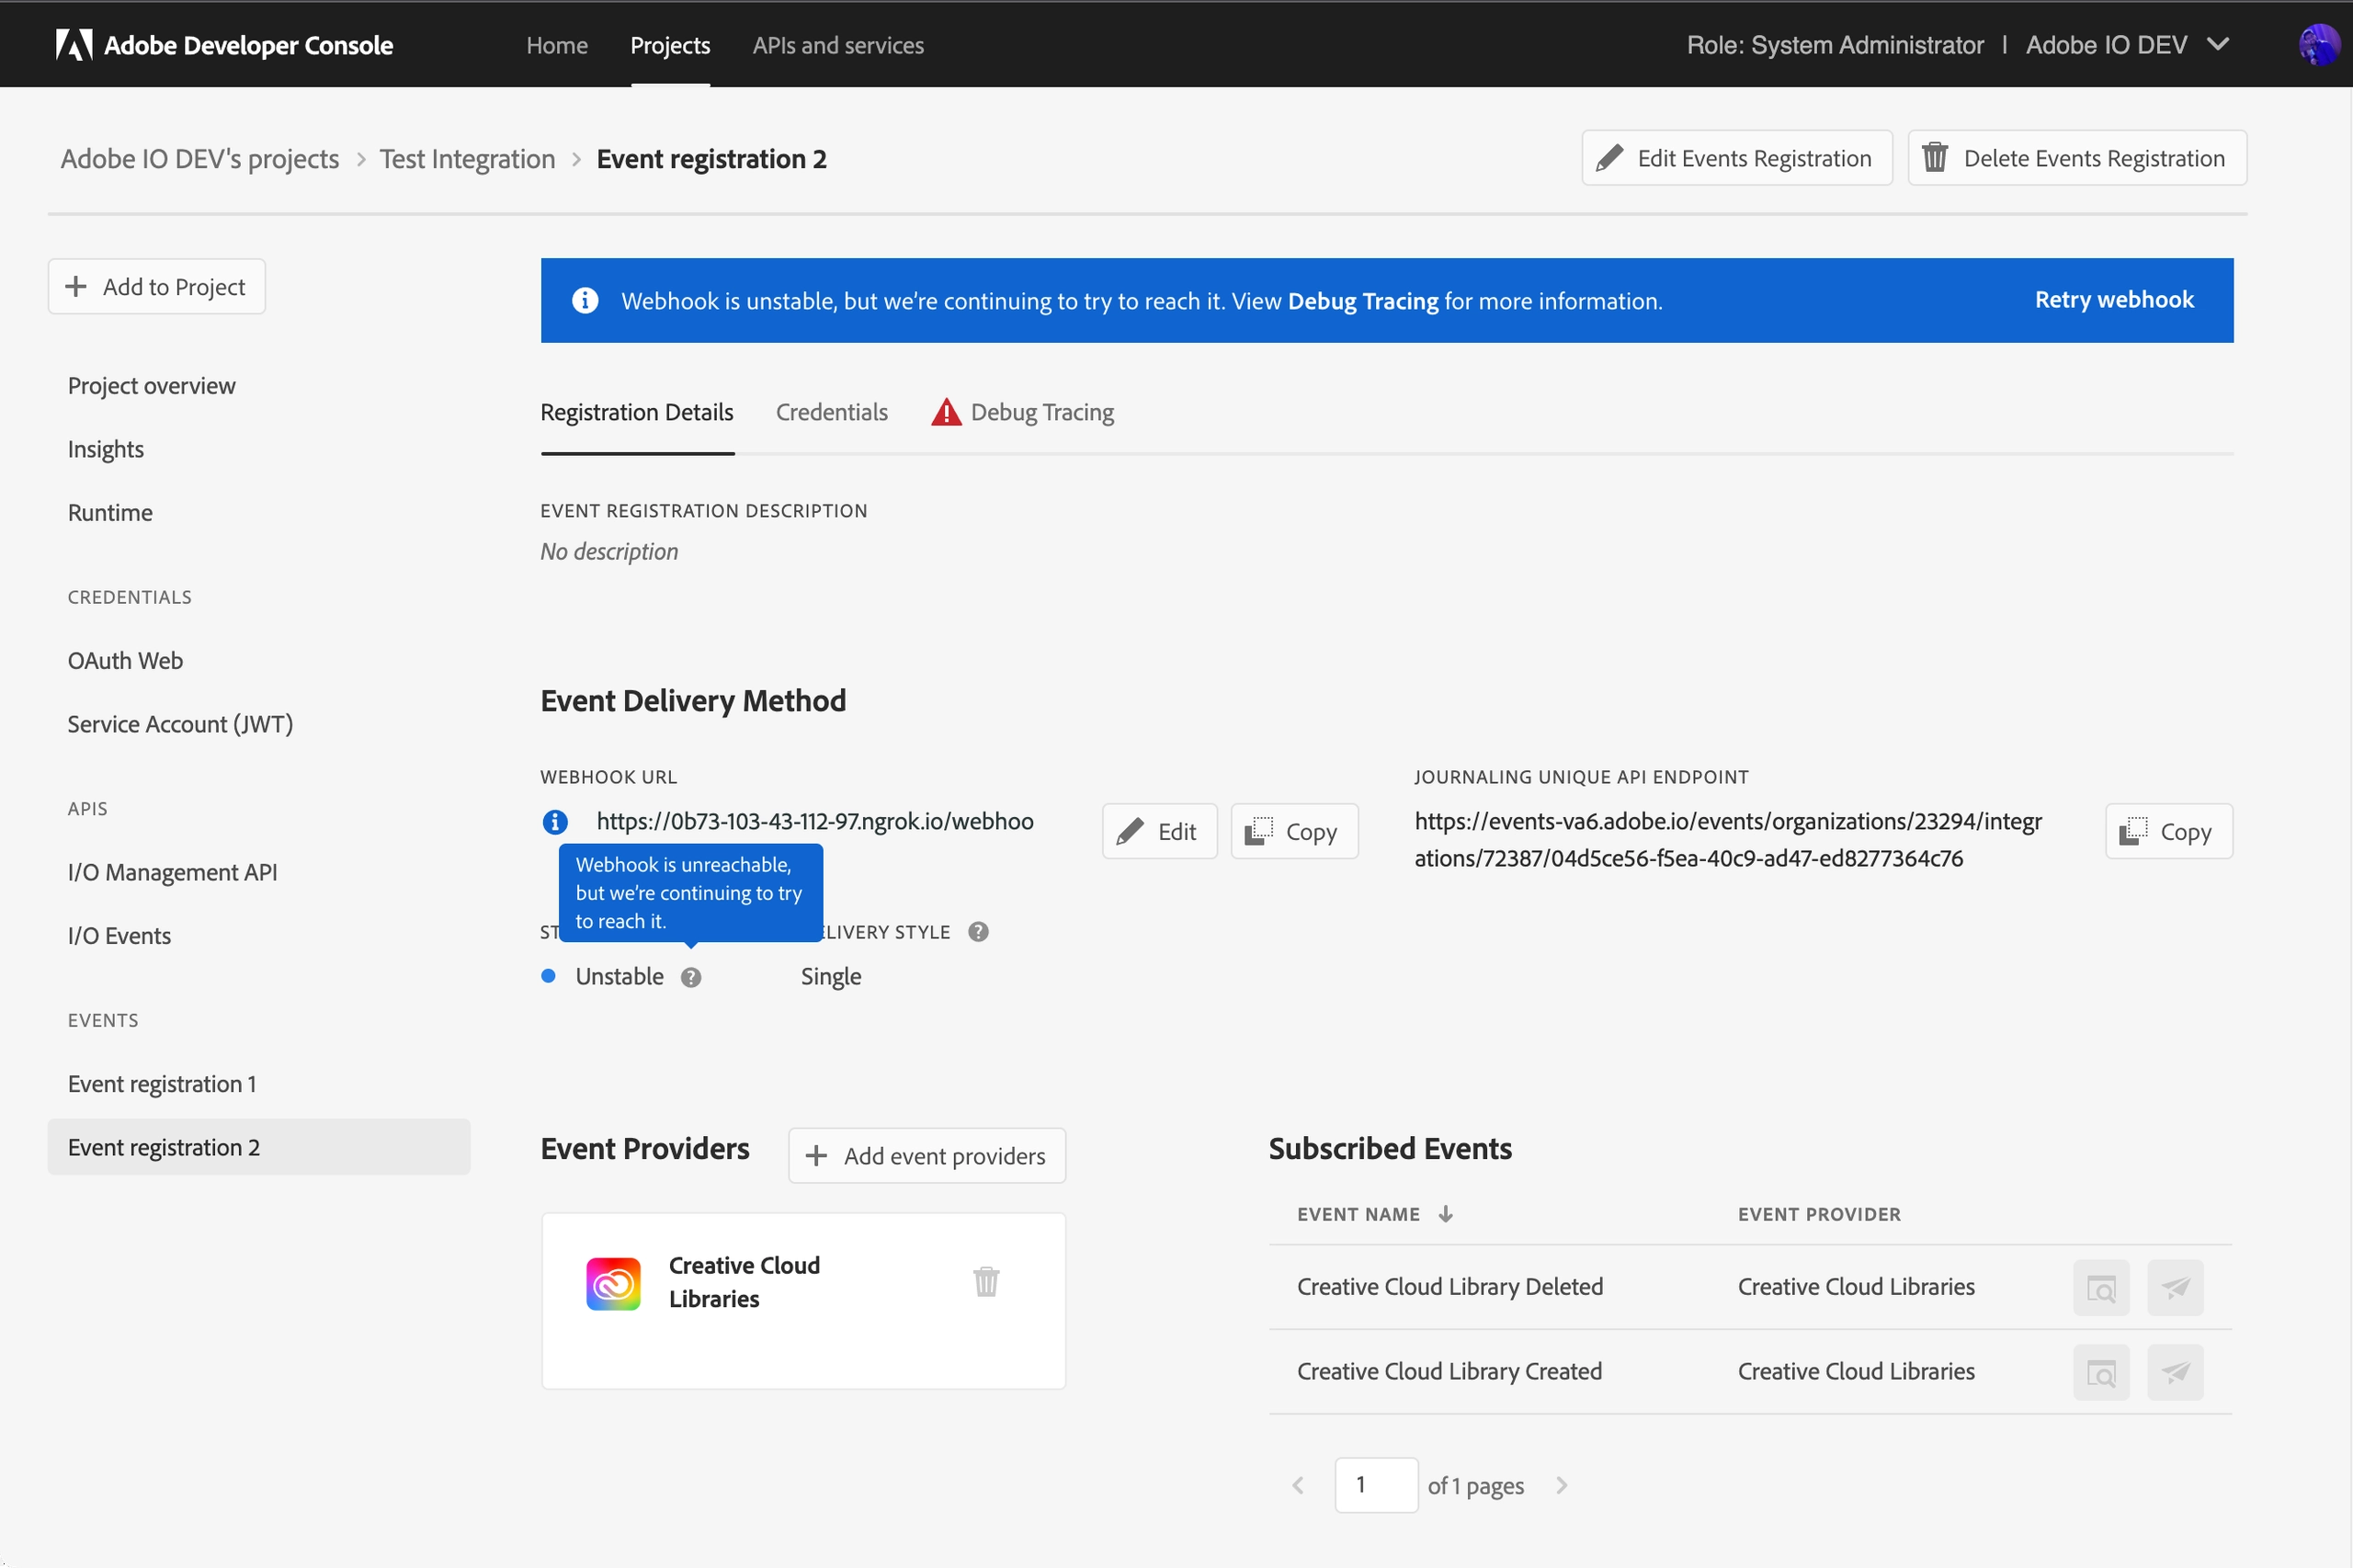 Adobe Developer Console
Home
Projects
APIs and services
Role: System Administrator | Adobe IO DEV
Adobe IO DEV's projects > Test Integration > Event registration 2
Edit Events Registration
Delete Events Registration
Add to Project
Project overview
Insights
Runtime
CREDENTIALS
OAuth Web
Service Account (JWT)
APIS
I/O Management API
I/O Events
EVENTS
Event registration 1
Event registration 2
Webhook is unstable, but we’re continuing to try to reach it. View Debug Tracing for more information.
Retry webhook
Registration Details
Credentials
Debug Tracing
EVENT REGISTRATION DESCRIPTION
No description
Event Delivery Method
WEBHOOK URL
https://0b73-103-43-112-97.ngrok.io/webhoo
Edit
Copy
Webhook is unreachable,
but we’re continuing to try
to reach it.
ST
ELIVERY STYLE
Unstable
Single
JOURNALING UNIQUE API ENDPOINT
https://events-va6.adobe.io/events/organizations/23294/integr
ations/72387/04d5ce56-f5ea-40c9-ad47-ed8277364c76
Copy
Event Providers
Add event providers
Creative Cloud
Libraries
Subscribed Events
EVENT NAME
EVENT PROVIDER
Creative Cloud Library Deleted
Creative Cloud Libraries
Creative Cloud Library Created
Creative Cloud Libraries
1 of 1 pages